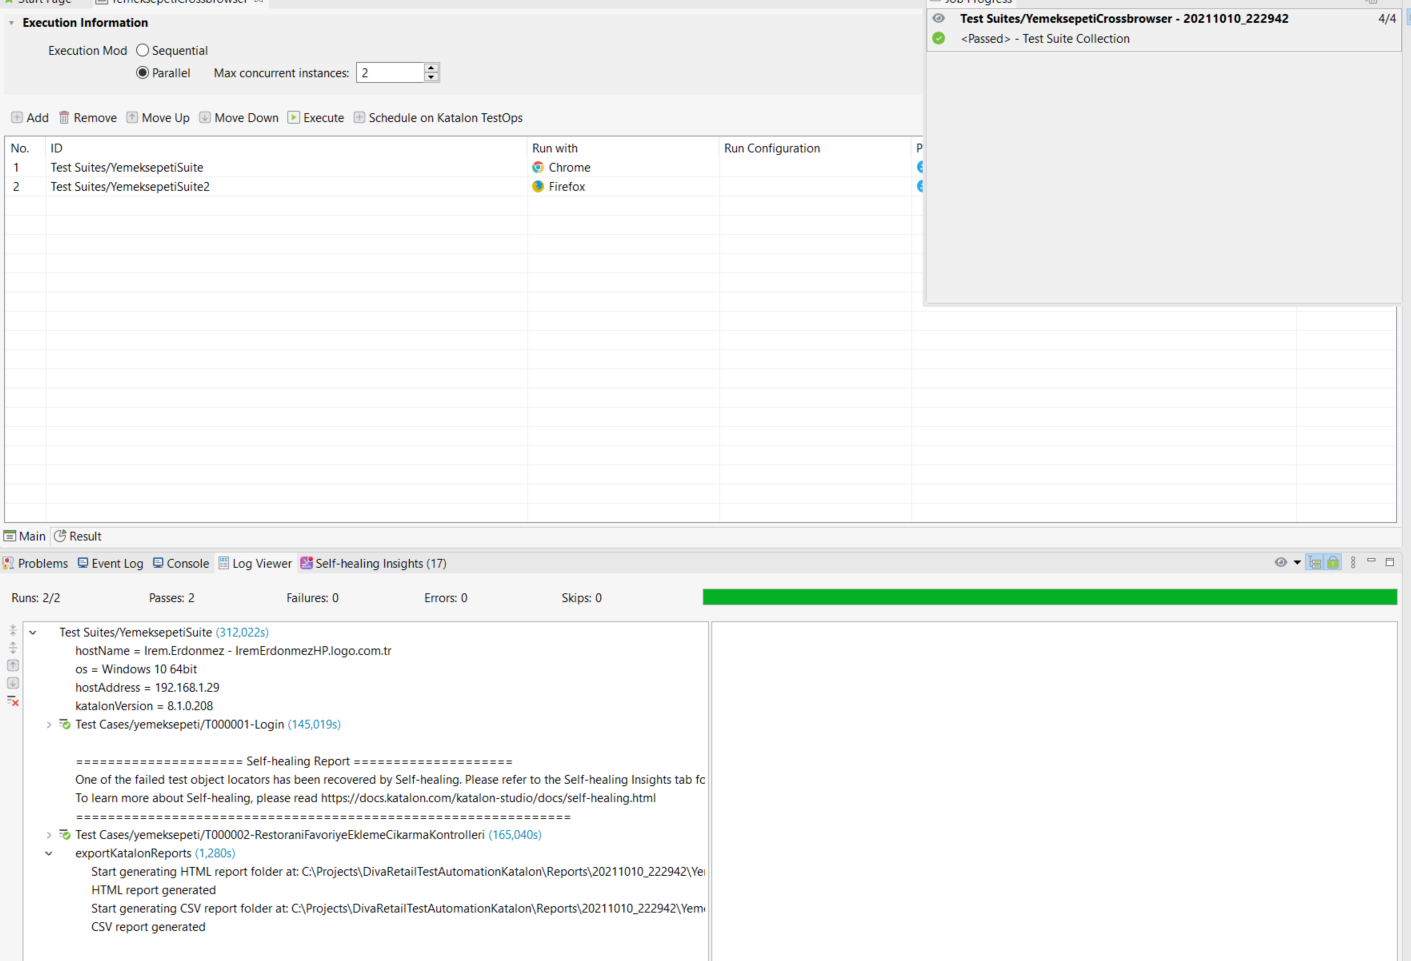 Start Page
YemeksepetiCrossbrowser
Job Progress
Execution Information
Test Suites/YemeksepetiCrossbrowser - 20211010_222942
4/4
<Passed> - Test Suite Collection
Execution Mod
Sequential
Parallel
Max concurrent instances:
2
Add
Remove
Move Up
Move Down
Execute
Schedule on Katalon TestOps
No.
ID
Run with
Run Configuration
P
1
Test Suites/YemeksepetiSuite
Chrome
2
Test Suites/YemeksepetiSuite2
Firefox
Main
Result
Problems
Event Log
Console
Log Viewer
Self-healing Insights (17)
Runs: 2/2
Passes: 2
Failures: 0
Errors: 0
Skips: 0
Test Suites/YemeksepetiSuite (312,022s)
hostName = Irem.Erdonmez - IremErdonmezHP.logo.com.tr
os = Windows 10 64bit
hostAddress = 192.168.1.29
katalonVersion = 8.1.0.208
Test Cases/yemeksepeti/T000001-Login (145,019s)
===================== Self-healing Report ====================
One of the failed test object locators has been recovered by Self-healing. Please refer to the Self-healing Insights tab fo
To learn more about Self-healing, please read https://docs.katalon.com/katalon-studio/docs/self-healing.html
==============================================================
Test Cases/yemeksepeti/T000002-RestoraniFavoriyeEklemeCikarmaKontrolleri (165,040s)
exportKatalonReports (1,280s)
Start generating HTML report folder at: C:\Projects\DivaRetailTestAutomationKatalon\Reports\20211010_222942\Yer
HTML report generated
Start generating CSV report folder at: C:\Projects\DivaRetailTestAutomationKatalon\Reports\20211010_222942\Yem
CSV report generated